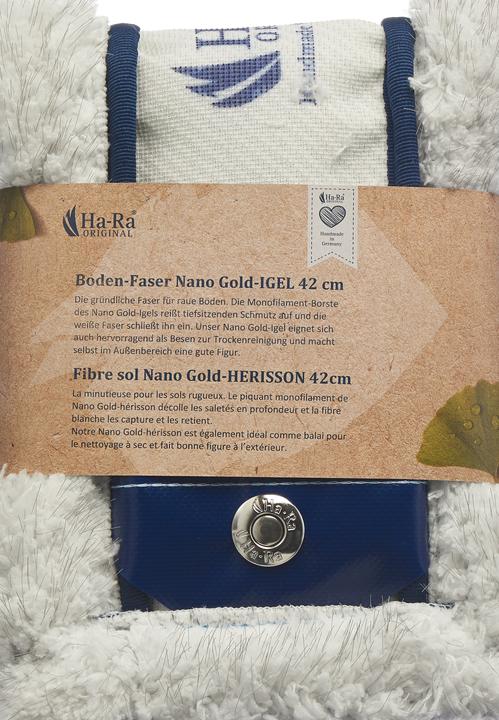 Ha
OR
Handmade
Ha-Ra®
ORIGINAL
Ha-Ra
Handmade
in
Germany
Boden-Faser Nano Gold-IGEL 42 cm
Die gründliche Faser für raue Böden. Die Monofilament-Borste
des Nano Gold-Igels reißt tiefsitzenden Schmutz auf und die
weiße Faser schließt ihn ein. Unser Nano Gold-Igel eignet sich
auch hervorragend als Besen zur Trockenreinigung und macht
selbst im Außenbereich eine gute Figur.
Fibre sol Nano Gold-HERISSON 42cm
La minutieuse pour les sols rugueux. Le piquant monofilament de
Nano Gold-hérisson décolle les saletés en profondeur et la fibre
blanche les capture et les retient.
Notre Nano Gold-hérisson est également idéal comme balai pour
le nettoyage à sec et fait bonne figure à l'extérieur.
Ha-Ra
Ha-Ra